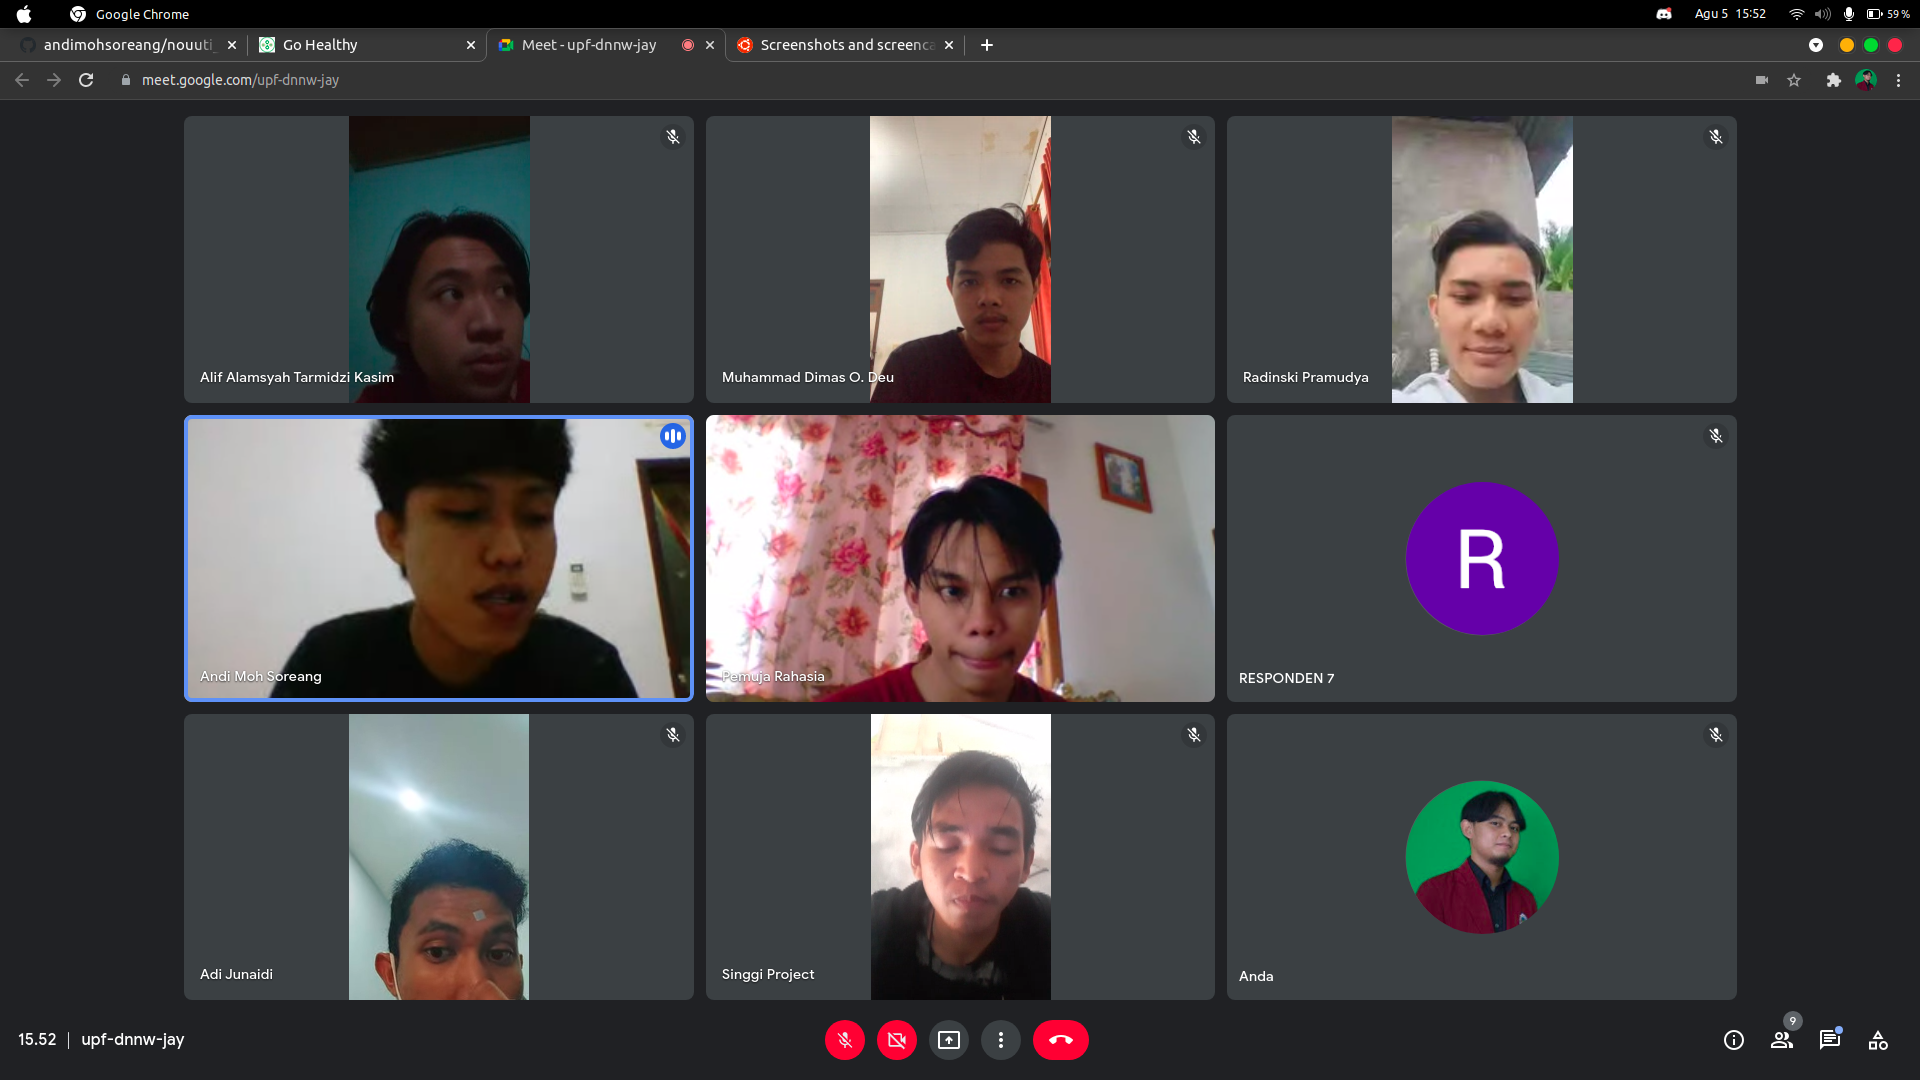 Google Chrome
Agu 5 15:52
59 %
andimohsoreang/nouuti
Go Healthy
Meet - upf-dnnw-jay
Screenshots and screenca
meet.google.com/upf-dnnw-jay
Alif Alamsyah Tarmidzi Kasim
Muhammad Dimas O. Deu
Radinski Pramudya
Andi Moh Soreang
Pemuja Rahasia
R
RESPONDEN 7
Adi Junaidi
Singgi Project
Anda
15.52 | upf-dnnw-jay
9